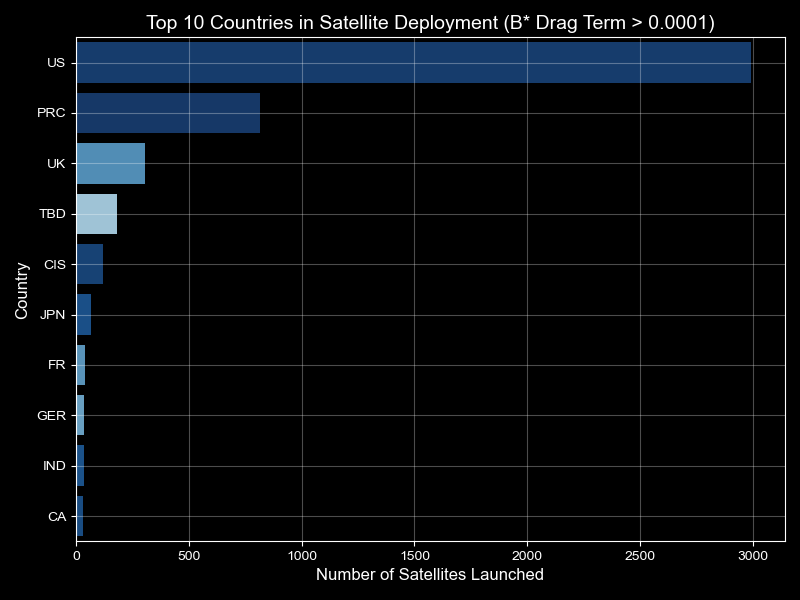 Top 10 Countries in Satellite Deployment (B* Drag Term > 0.0001)
US
PRC
UK
TBD
CIS
JPN
FR
GER
IND
CA
Country
0 500 1000 1500 2000 2500 3000
Number of Satellites Launched